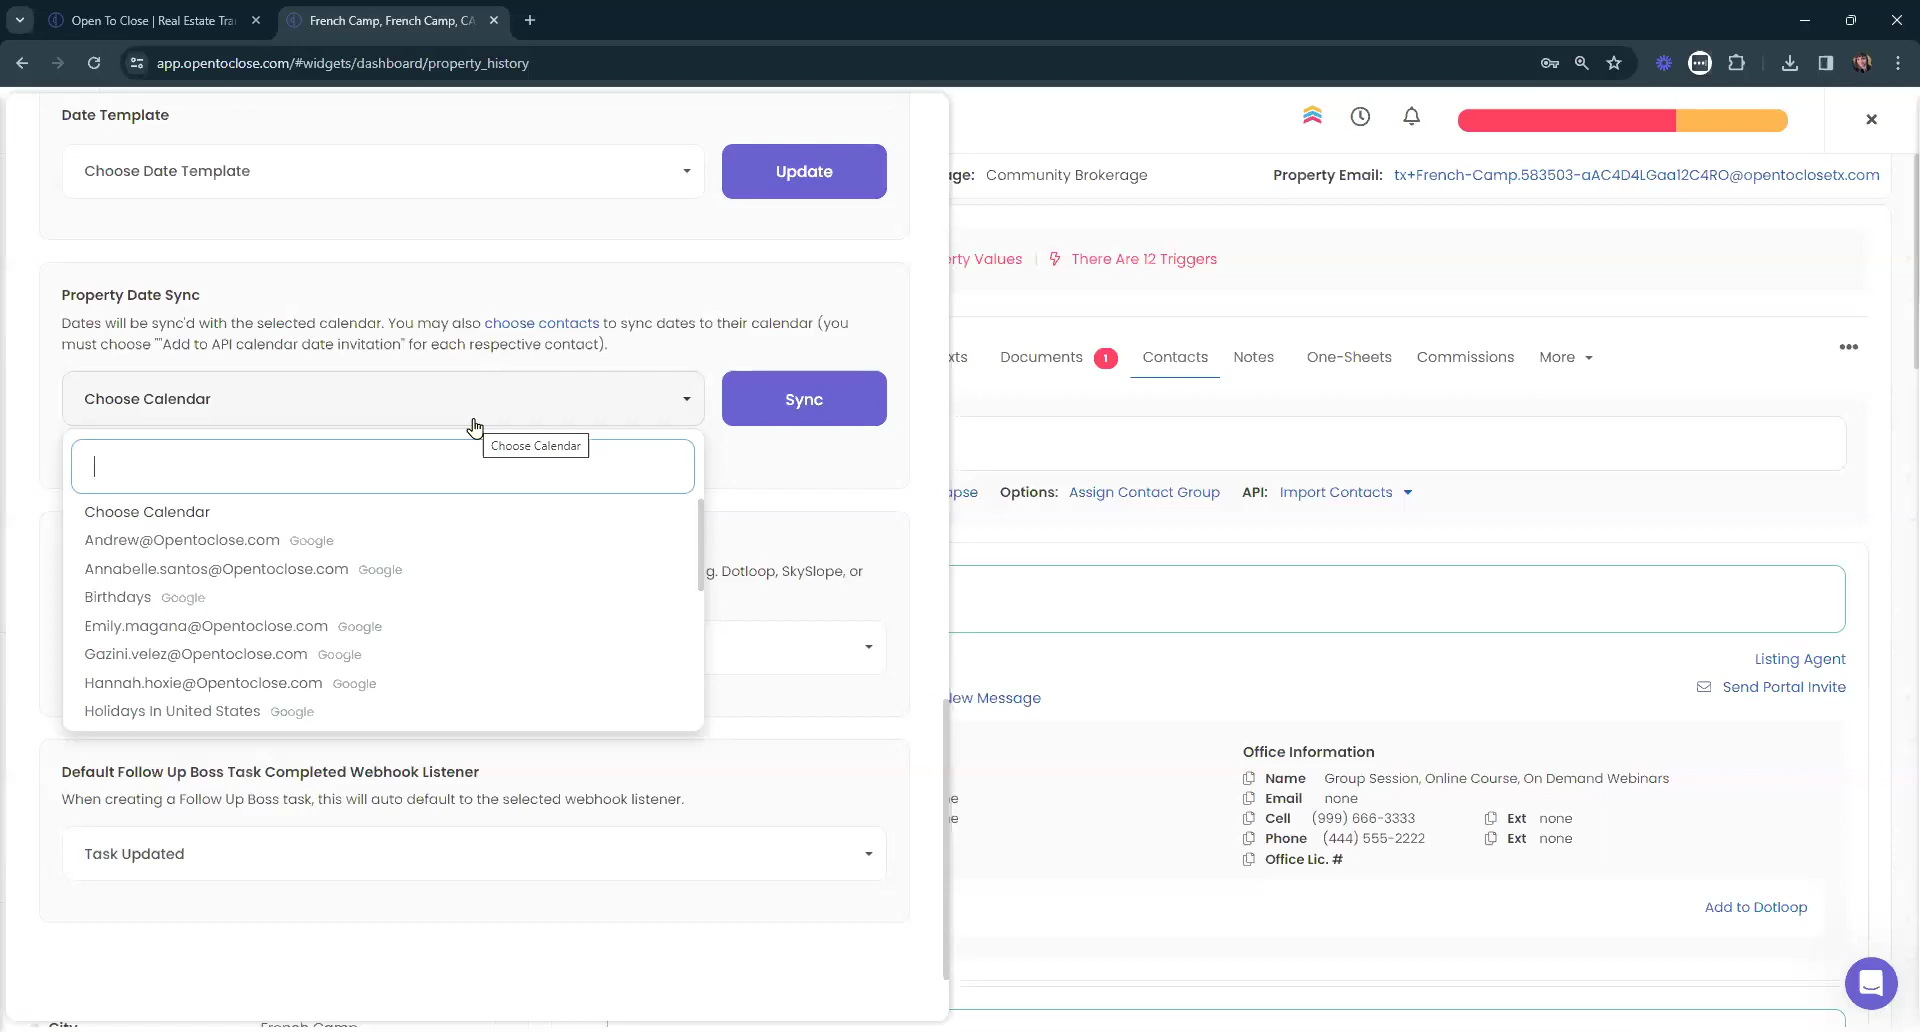 Open To Close | Real Estate Tra
French Camp, French Camp, CA
app.opentoclose.com/#widgets/dashboard/property_history
Date Template
Choose Date Template
Update
Property Date Sync
Dates will be sync'd with the selected calendar. You may also choose contacts to sync dates to their calendar (you
must choose ""Add to API calendar date invitation" for each respective contact).
Choose Calendar
Sync
Choose Calendar
Choose Calendar
Andrew@Opentoclose.com Google
Annabelle.santos@Opentoclose.com Google
Birthdays Google
Emily.magana@Opentoclose.com Google
Gazini.velez@Opentoclose.com Google
Hannah.hoxie@Opentoclose.com Google
Holidays In United States Google
g. Dotloop, SkySlope, or
Default Follow Up Boss Task Completed Webhook Listener
When creating a Follow Up Boss task, this will auto default to the selected webhook listener.
Task Updated
City French Camp
age: Community Brokerage
Property Email: tx+French-Camp.583503-aAC4D4LGaa12C4RO@opentoclosetx.com
erty Values | There Are 12 Triggers
xts Documents 1 Contacts Notes One-Sheets Commissions More
apse Options: Assign Contact Group API: Import Contacts
Listing Agent
Send Portal Invite
New Message
Office Information
Name Group Session, Online Course, On Demand Webinars
Email none
Cell (999) 666-3333 Ext none
Phone (444) 555-2222 Ext none
Office Lic. #
Add to Dotloop